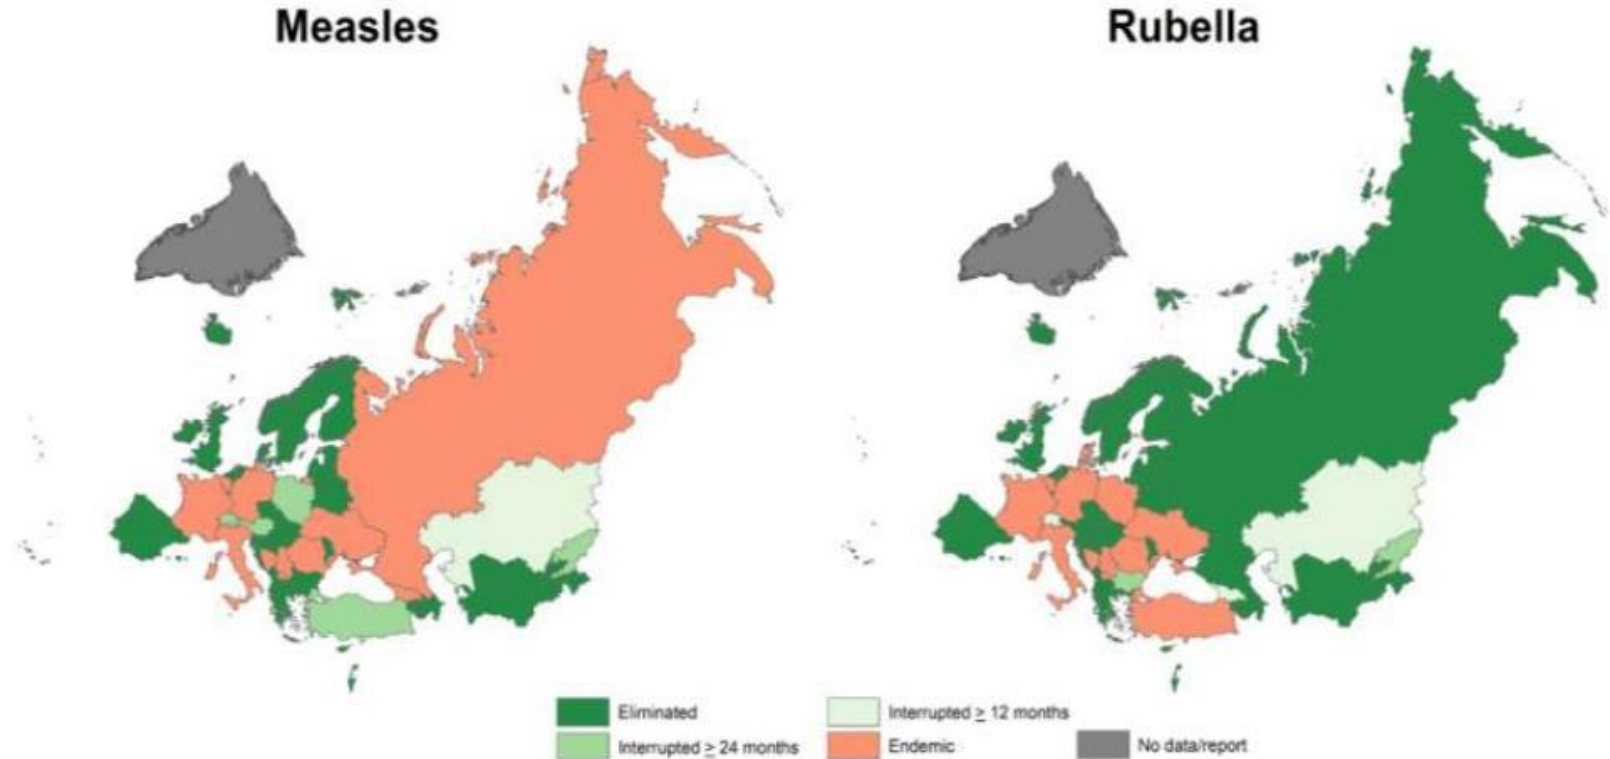 Measles
Rubella
Eliminated
Interrupted ≥ 24 months
Interrupted ≥ 12 months
Endemic
No data/report